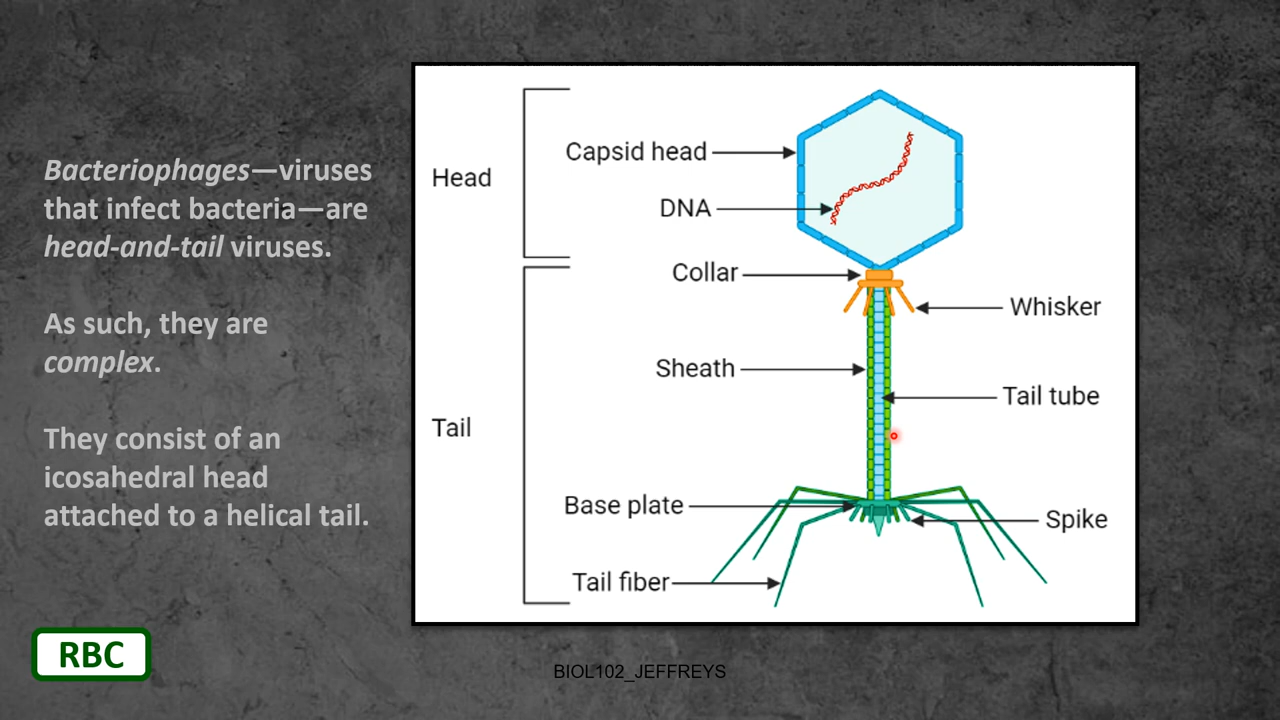 Bacteriophages—viruses
that infect bacteria—are
head-and-tail viruses.
As such, they are
complex.
They consist of an
icosahedral head
attached to a helical tail.
RBC
Head
Capsid head
DNA
Collar
Whisker
Sheath
Tail tube
Tail
Base plate
Spike
Tail fiber
BIOL102_JEFFREYS